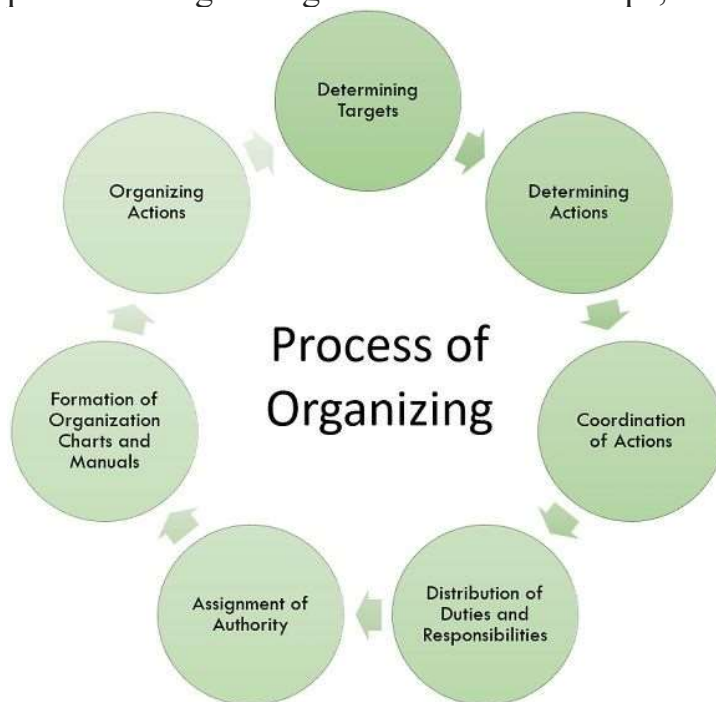 Determining
Targets
Determining
Actions
Coordination
of Actions
Distribution of
Duties and
Responsibilities
Assignment of
Authority
Formation of
Organization
Charts and
Manuals
Organizing
Actions
Process of
Organizing